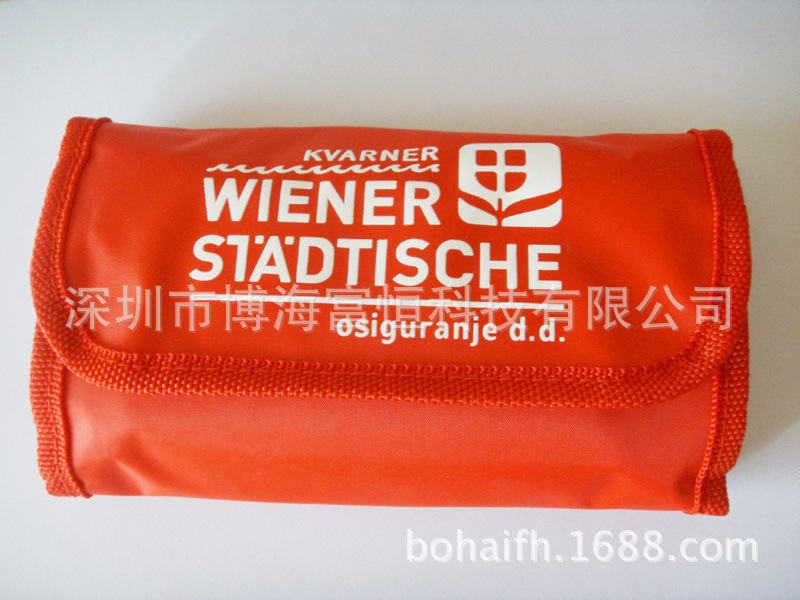 KVARNER
WIENER
STÄDTISCHE
深圳市博海富恒科技有限公司
osiguranje d.d.
bohaifh.1688.com